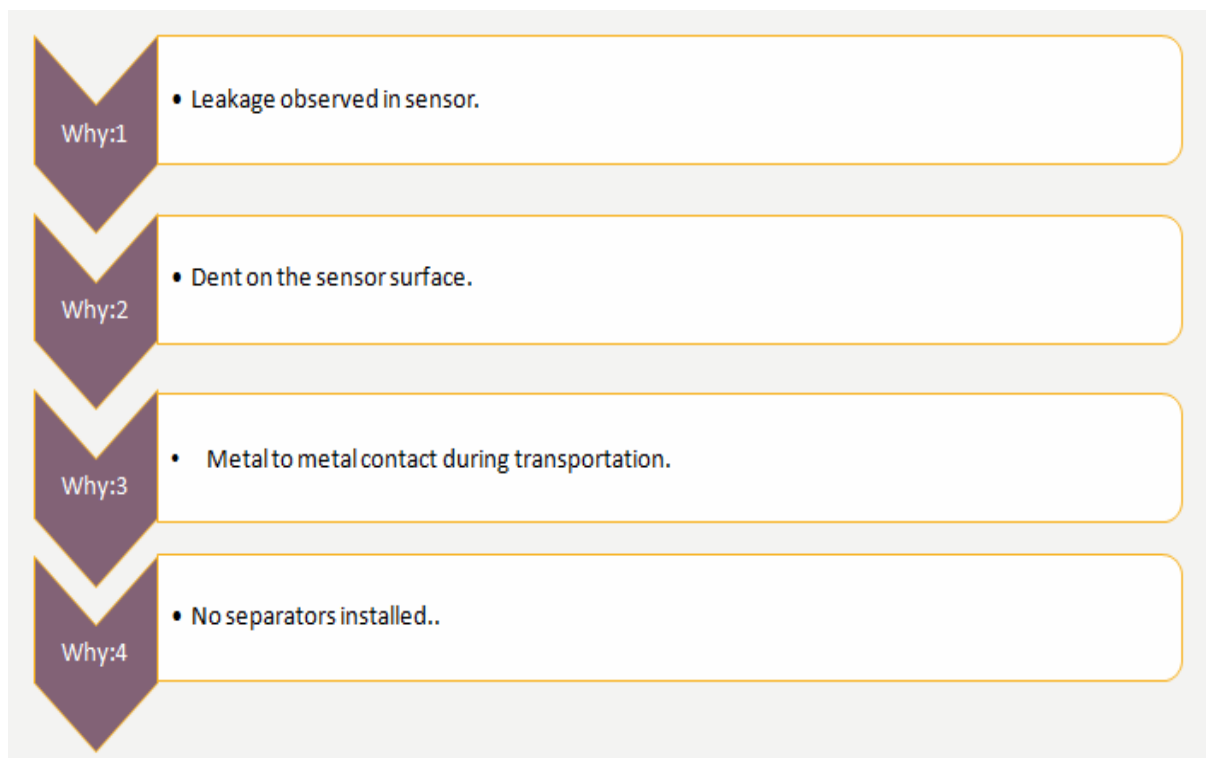 Why:1
• Leakage observed in sensor.
Why:2
• Dent on the sensor surface.
Why:3
• Metal to metal contact during transportation.
Why:4
• No separators installed..